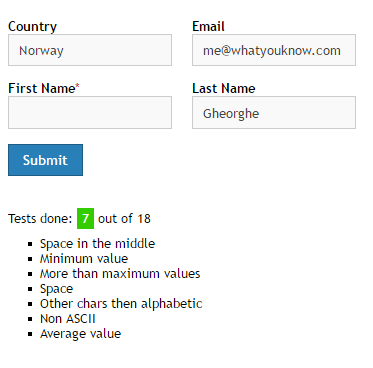 Country Email
Norway me@whatyouknow.com
First Name* Last Name
Gheorghe
Submit
Tests done: 7 out of 18
Space in the middle
Minimum value
More than maximum values
Space
Other chars then alphabetic
Non ASCII
Average value